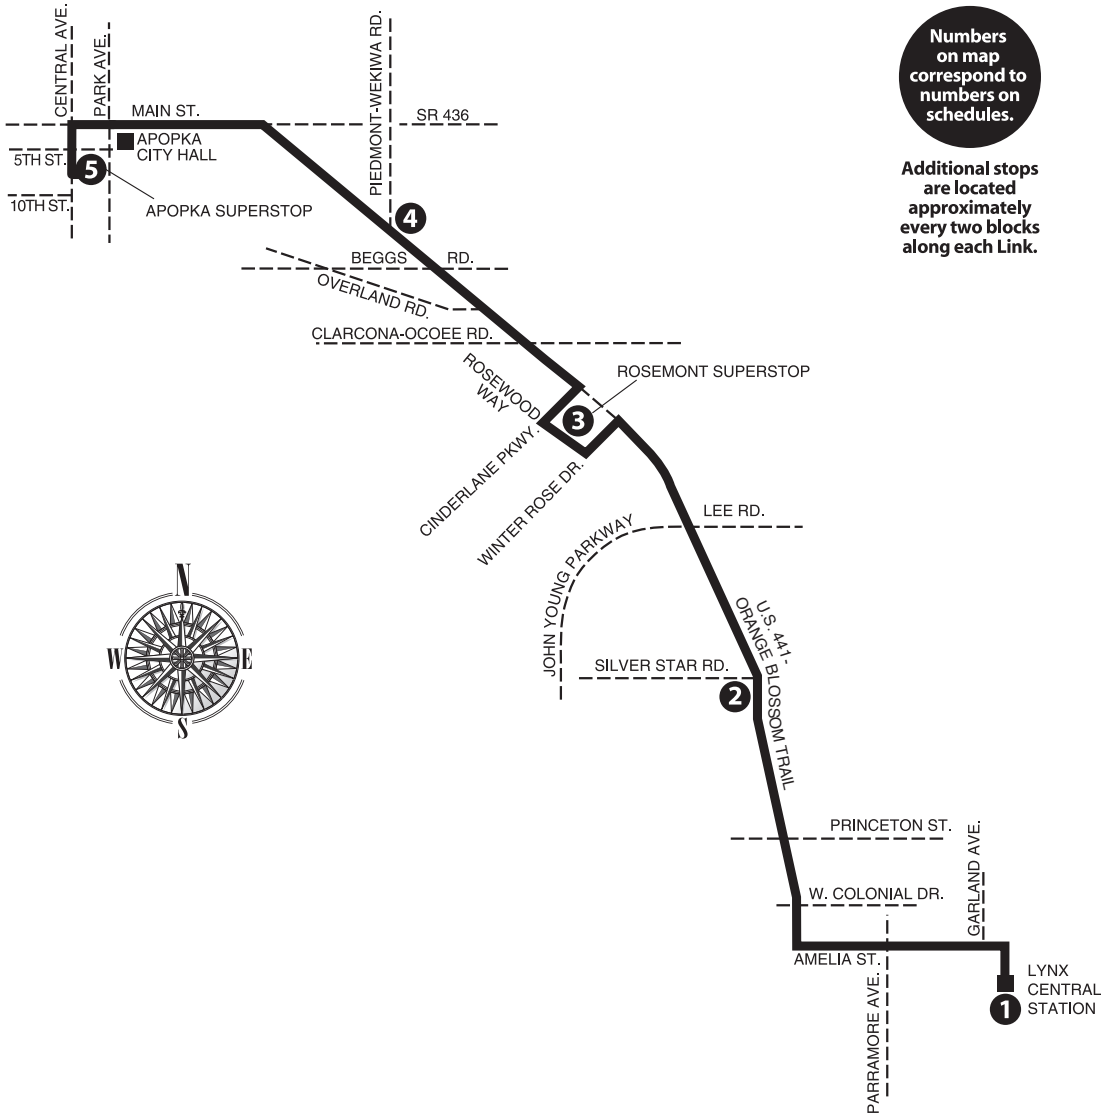 CENTRAL AVE.
PARK AVE.
PIEDMONT-WEKIWA RD.
Numbers
on map
correspond to
numbers on
schedules.
MAIN ST.
SR 436
APOPKA
CITY HALL
5TH ST.
5
Additional stops
are located
approximately
every two blocks
along each Link.
10TH ST.
APOPKA SUPERSTOP
4
BEGGS RD.
OVERLAND RD.
CLARCONA-OCOEE RD.
ROSEWOOD
WAY
ROSEMONT SUPERSTOP
3
CINDERLANE PKWY.
WINTER ROSE DR.
LEE RD.
JOHN YOUNG PARKWAY
U.S. 441-
ORANGE BLOSSOM TRAIL
N
W
E
S
SILVER STAR RD.
2
PRINCETON ST.
GARLAND AVE.
W. COLONIAL DR.
AMELIA ST.
PARRAMORE AVE.
LYNX
CENTRAL
STATION
1